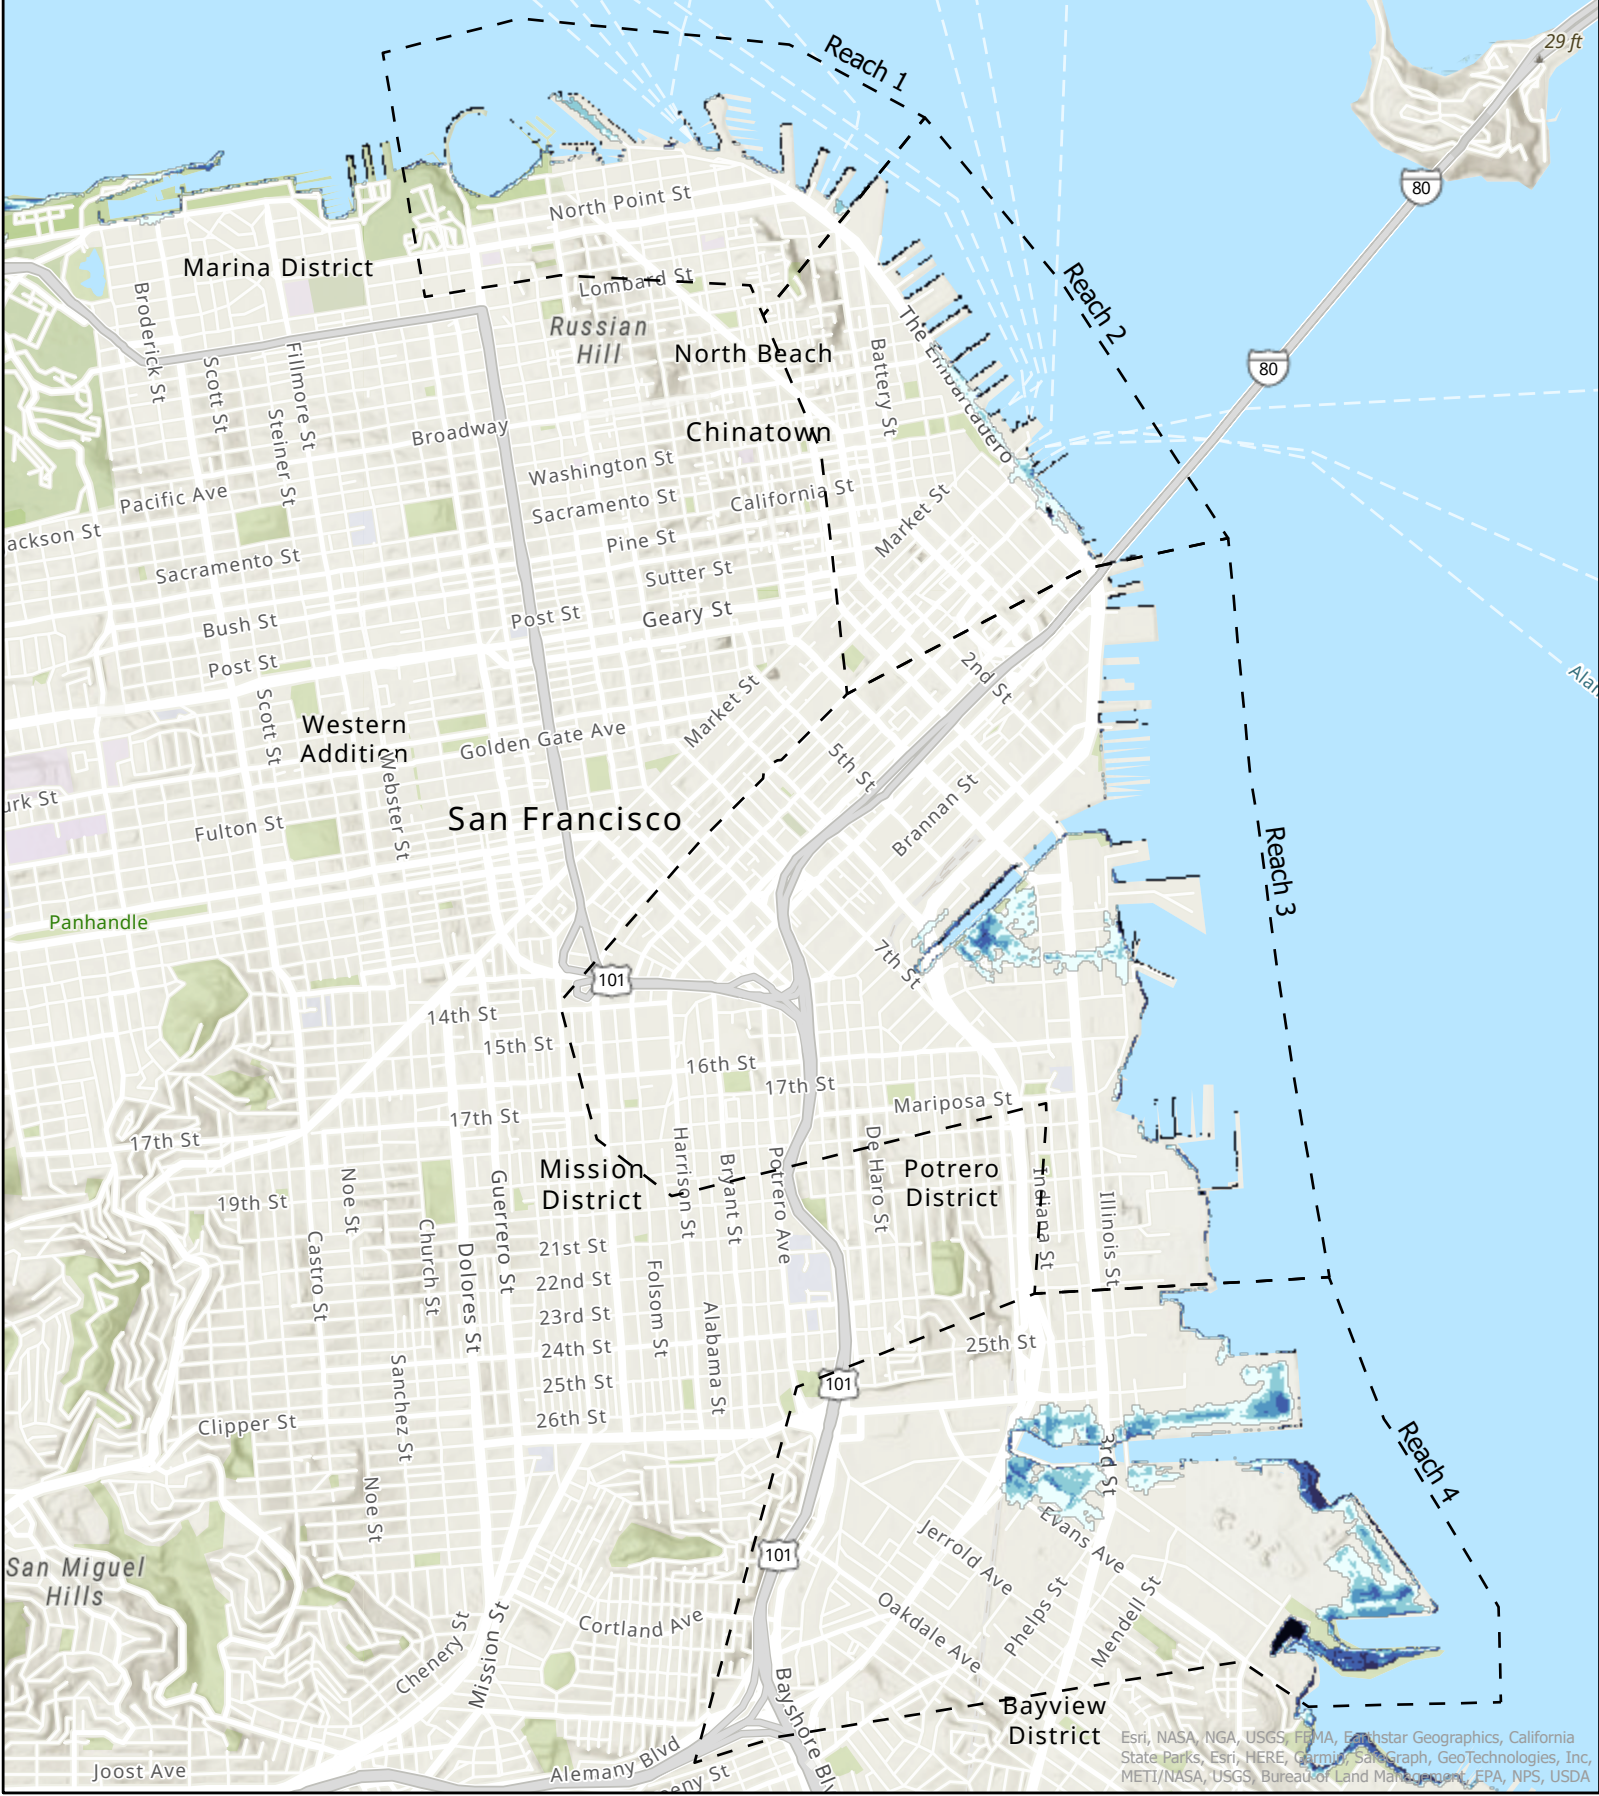 29 ft
Reach 1
80
North Point St
Marina District
Lombard St
Reach 2
Broderick St
Russian
Hill
North Beach
The Embarcadero
80
Scott St
Fillmore St
Battery St
Steiner St
Broadway
Chinatown
Washington St
Pacific Ave
Sacramento St
California St
Market St
ackson St
Pine St
Sacramento St
Sutter St
Post St
Geary St
Bush St
Post St
2nd St
Alan
Scott St
Market St
Western
Addition
Golden Gate Ave
5th St
Webster St
urk St
San Francisco
Brannan St
Fulton St
Reach 3
Panhandle
7th St
101
14th St
15th St
16th St
17th St
Mariposa St
17th St
17th St
Harrison St
De Haro St
Mission
District
Potrero
District
Bryant St
Potrero Ave
Indiana St
Noe St
Guerrero St
19th St
Illinois St
Castro St
Church St
Dolores St
21st St
Folsom St
22nd St
23rd St
Alabama St
24th St
25th St
Sanchez St
25th St
101
Clipper St
26th St
3rd St
Reach 4
Noe St
Evans Ave
Jerrold Ave
101
San Miguel
Hills
Phelps St
Mendell St
Oakdale Ave
Cortland Ave
Chenery St
Mission St
Bayshore Blv
Bayview
District
Alemany Blvd
Joost Ave
eny St
Esri, NASA, NGA, USGS, FEMA, Earthstar Geographics, California
State Parks, Esri, HERE, Garmin, SafeGraph, GeoTechnologies, Inc,
METI/NASA, USGS, Bureau of Land Management, EPA, NPS, USDA